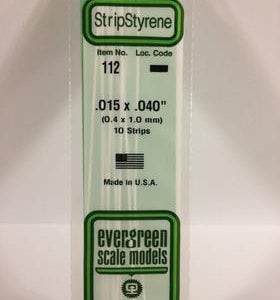 StripStyrene
Item No. Loc. Code
112
.015 x .040"
(0.4 x 1.0 mm)
10 Strips
Made in U.S.A.
evergreen
scale models